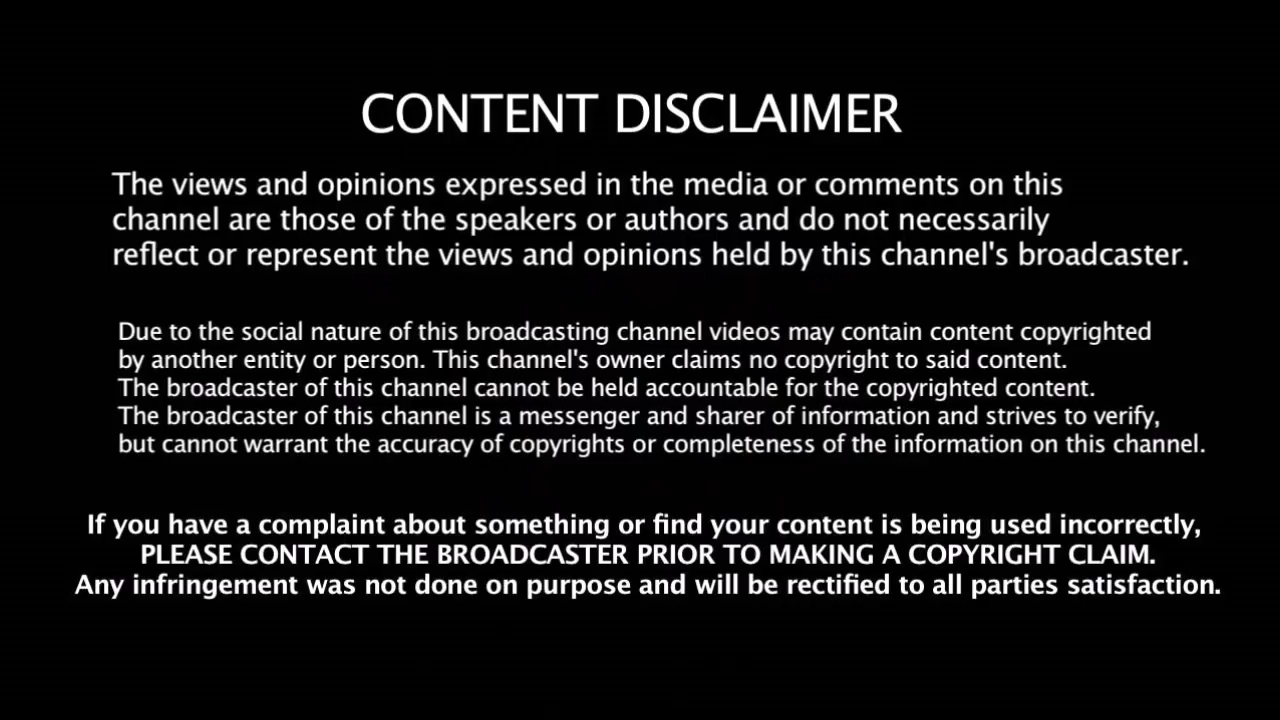 CONTENT DISCLAIMER
The views and opinions expressed in the media or comments on this
channel are those of the speakers or authors and do not necessarily
reflect or represent the views and opinions held by this channel's broadcaster.
Due to the social nature of this broadcasting channel videos may contain content copyrighted
by another entity or person. This channel's owner claims no copyright to said content.
The broadcaster of this channel cannot be held accountable for the copyrighted content.
The broadcaster of this channel is a messenger and sharer of information and strives to verify,
but cannot warrant the accuracy of copyrights or completeness of the information on this channel.
If you have a complaint about something or find your content is being used incorrectly,
PLEASE CONTACT THE BROADCASTER PRIOR TO MAKING A COPYRIGHT CLAIM.
Any infringement was not done on purpose and will be rectified to all parties satisfaction.